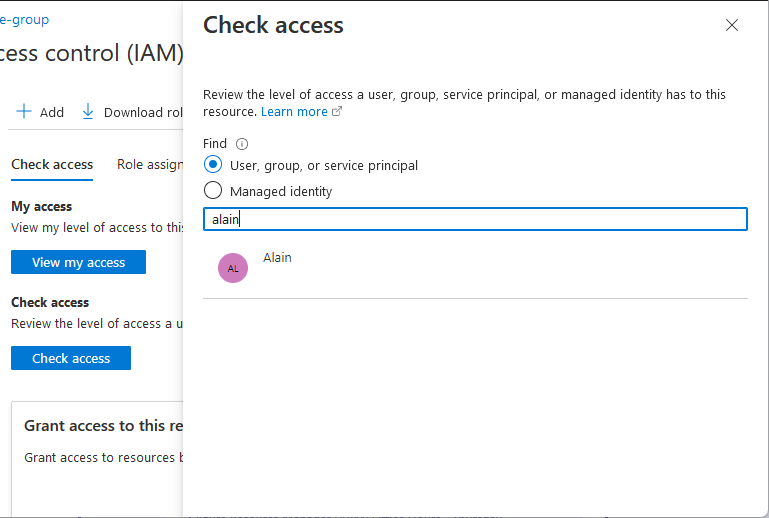 e-group
cess control (IAM)
Add
Download rol
Check access
Role assign
My access
View my level of access to this
View my access
Check access
Review the level of access a u
Check access
Grant access to this re
Grant access to resources b
Check access
Review the level of access a user, group, service principal, or managed identity has to this
resource. Learn more
Find
User, group, or service principal
Managed identity
alain
AL
Alain